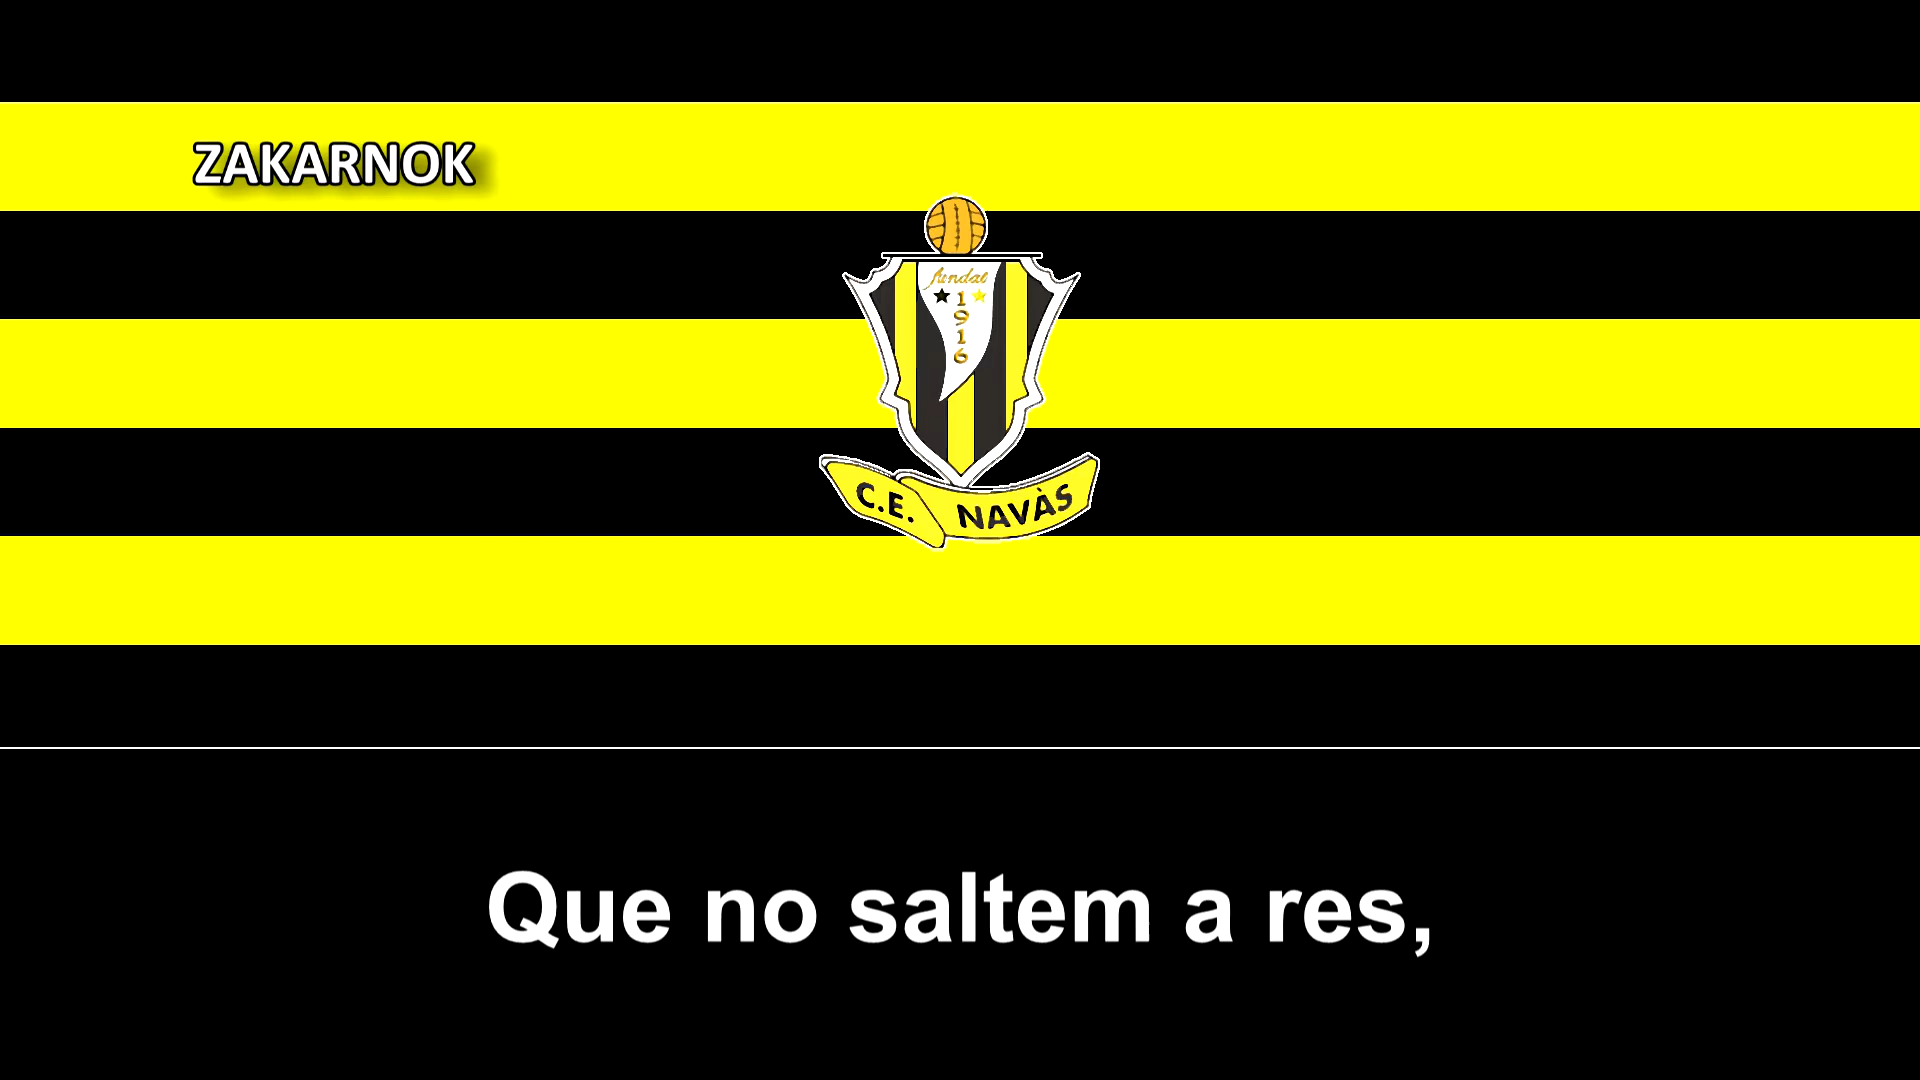 ZAKARNOK
fundat
1916
C.E. NAVÀS
Que no saltem a res,